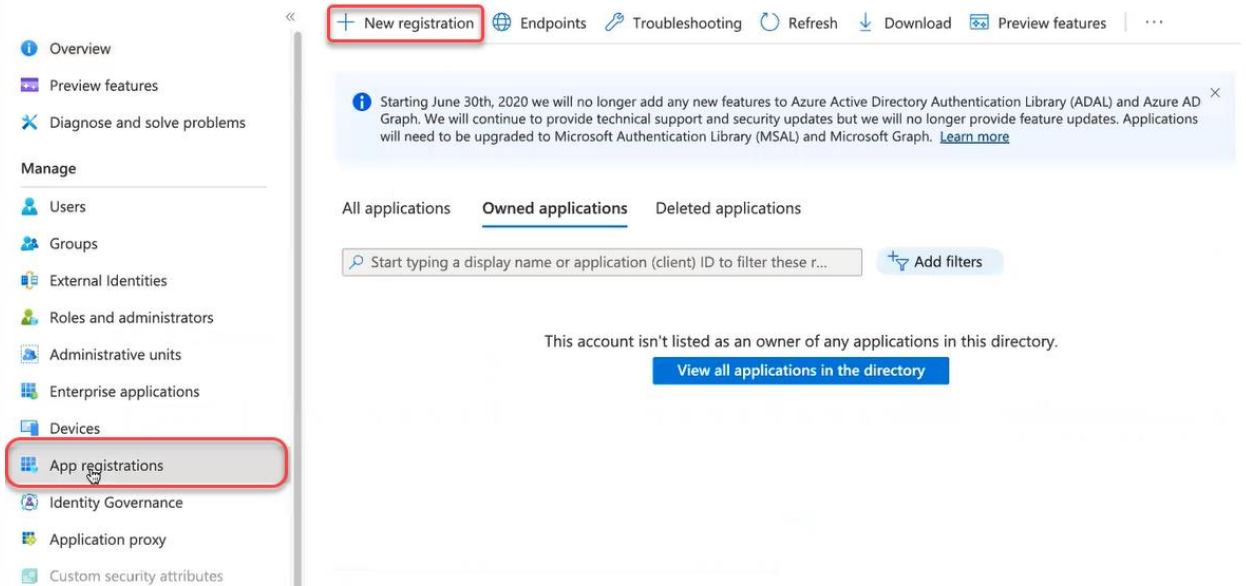 Overview
Preview features
Diagnose and solve problems
Manage
Users
Groups
External Identities
Roles and administrators
Administrative units
Enterprise applications
Devices
App registrations
Identity Governance
Application proxy
Custom security attributes
New registration Endpoints Troubleshooting Refresh Download Preview features
Starting June 30th, 2020 we will no longer add any new features to Azure Active Directory Authentication Library (ADAL) and Azure AD
Graph. We will continue to provide technical support and security updates but we will no longer provide feature updates. Applications
will need to be upgraded to Microsoft Authentication Library (MSAL) and Microsoft Graph. Learn more
All applications Owned applications Deleted applications
Start typing a display name or application (client) ID to filter these r... Add filters
This account isn't listed as an owner of any applications in this directory.
View all applications in the directory